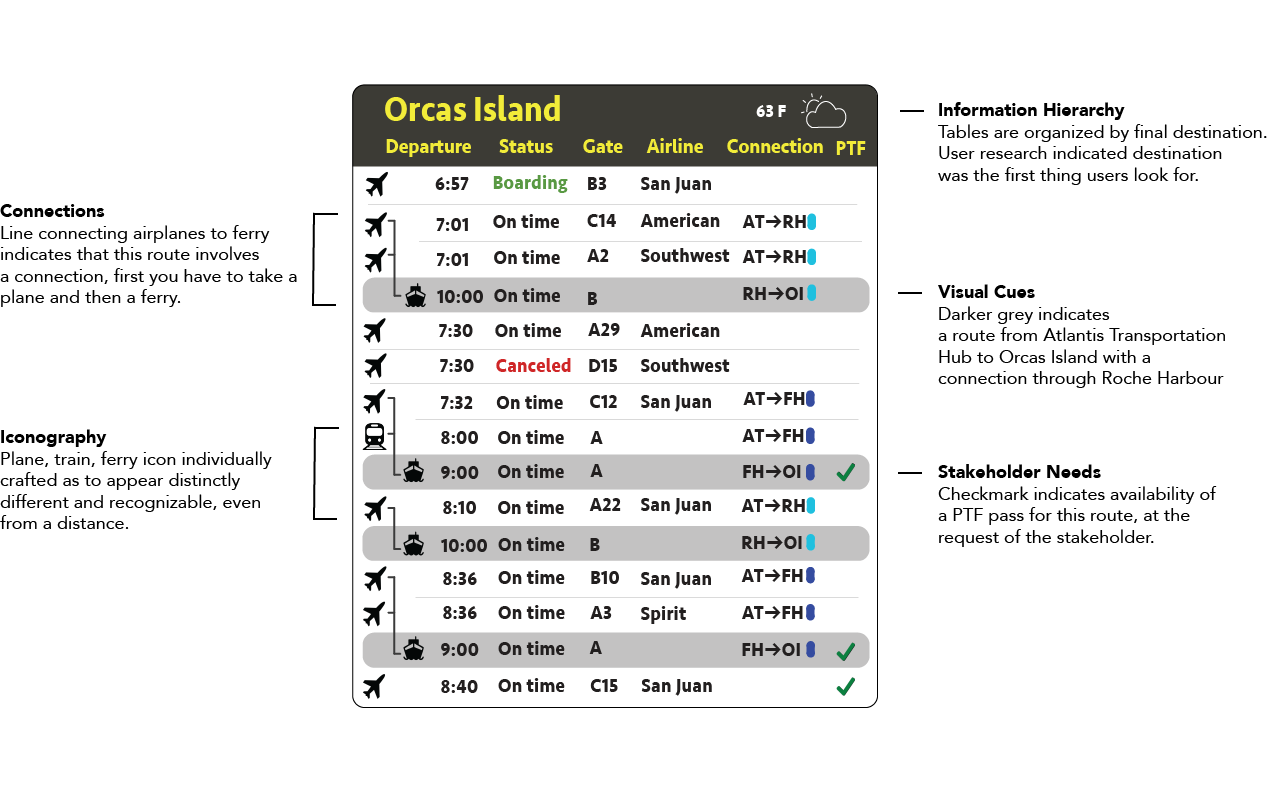 Orcas Island 63 F
Departure Status Gate Airline Connection PTF
6:57 Boarding B3 San Juan
7:01 On time C14 American AT→RH
7:01 On time A2 Southwest AT→RH
10:00 On time B RH→OI
7:30 On time A29 American
7:30 Canceled D15 Southwest
7:32 On time C12 San Juan AT→FH
8:00 On time A AT→FH
9:00 On time A FH→OI ✓
8:10 On time A22 San Juan AT→RH
10:00 On time B RH→OI
8:36 On time B10 San Juan AT→FH
8:36 On time A3 Spirit AT→FH
9:00 On time A FH→OI ✓
8:40 On time C15 San Juan ✓
Connections
Line connecting airplanes to ferry
indicates that this route involves
a connection, first you have to take a
plane and then a ferry.
Iconography
Plane, train, ferry icon individually
crafted as to appear distinctly
different and recognizable, even
from a distance.
Information Hierarchy
Tables are organized by final destination.
User research indicated destination
was the first thing users look for.
Visual Cues
Darker grey indicates
a route from Atlantis Transportation
Hub to Orcas Island with a
connection through Roche Harbour
Stakeholder Needs
Checkmark indicates availability of
a PTF pass for this route, at the
request of the stakeholder.